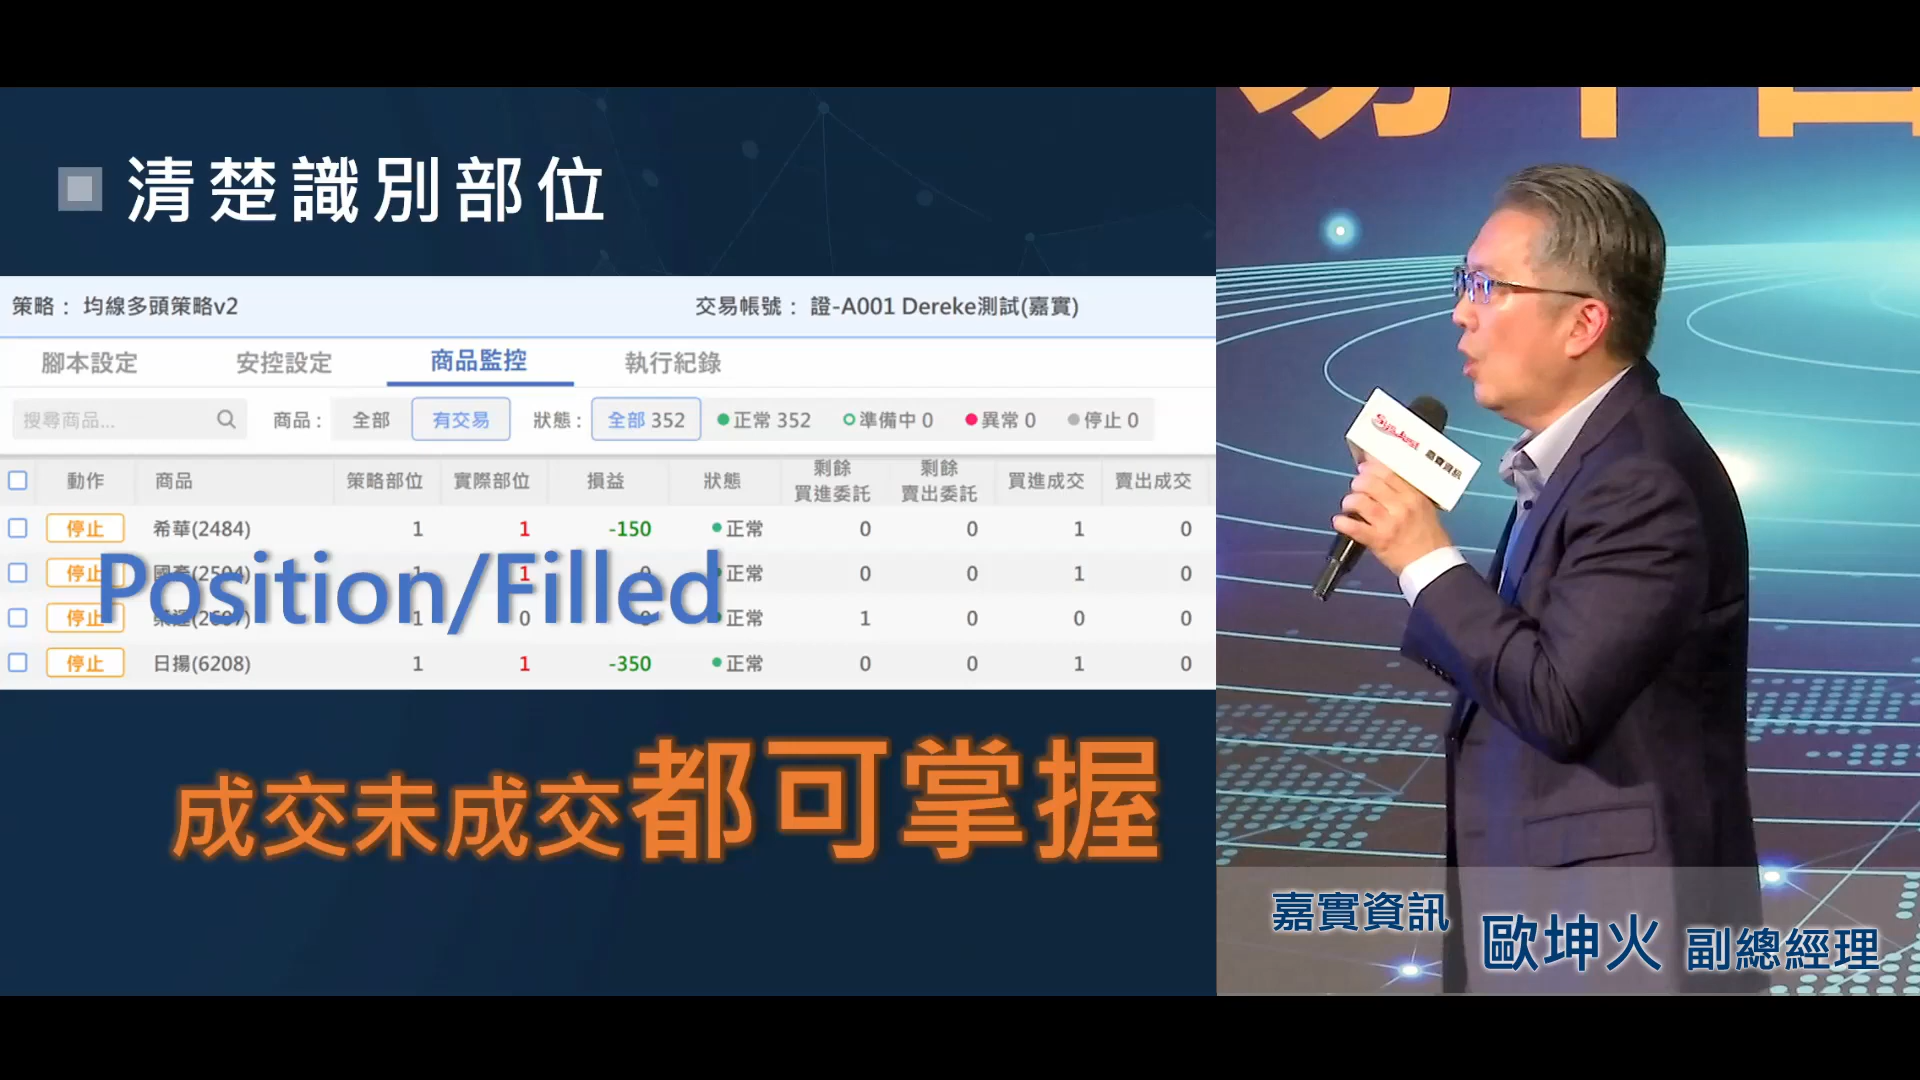 清楚識別部位
策略： 均線多頭策略v2
交易帳號： 證-A001 Dereke測試(嘉實)
腳本設定 安控設定 商品監控 執行紀錄
搜尋商品... 商品： 全部 有交易 狀態： 全部 352 正常 352 準備中 0 異常 0 停止 0
動作 商品 策略部位 實際部位 損益 狀態 剩餘買進委託 剩餘賣出委託 買進成交 賣出成交
停止 希華(2484) 1 1 -150 正常 0 0 1 0
停止 1 1 0 正常 0 0 1 0
Position/Filled
停止 1 0 0 正常 1 0 0 0
停止 日揚(6208) 1 1 -350 正常 0 0 1 0
成交未成交都可掌握
SysJust 嘉實資訊
嘉實資訊 歐坤火 副總經理